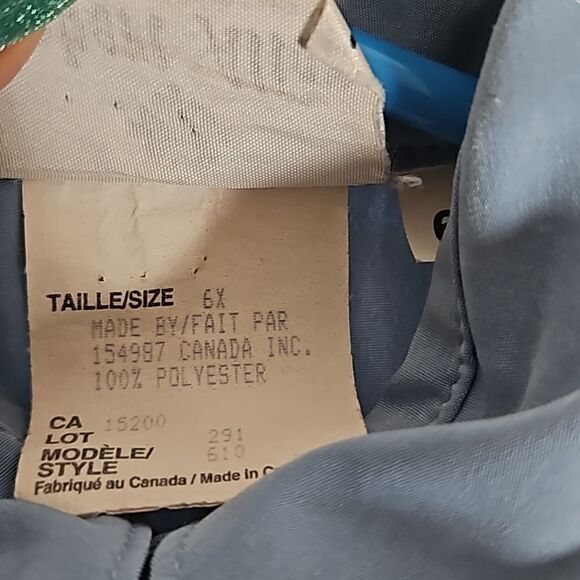 TAILLE/SIZE 6X
MADE BY/FAIT PAR
154987 CANADA INC.
100% POLYESTER
CA 15200
LOT 291
MODÈLE/
STYLE 610
Fabriqué au Canada / Made in C
6